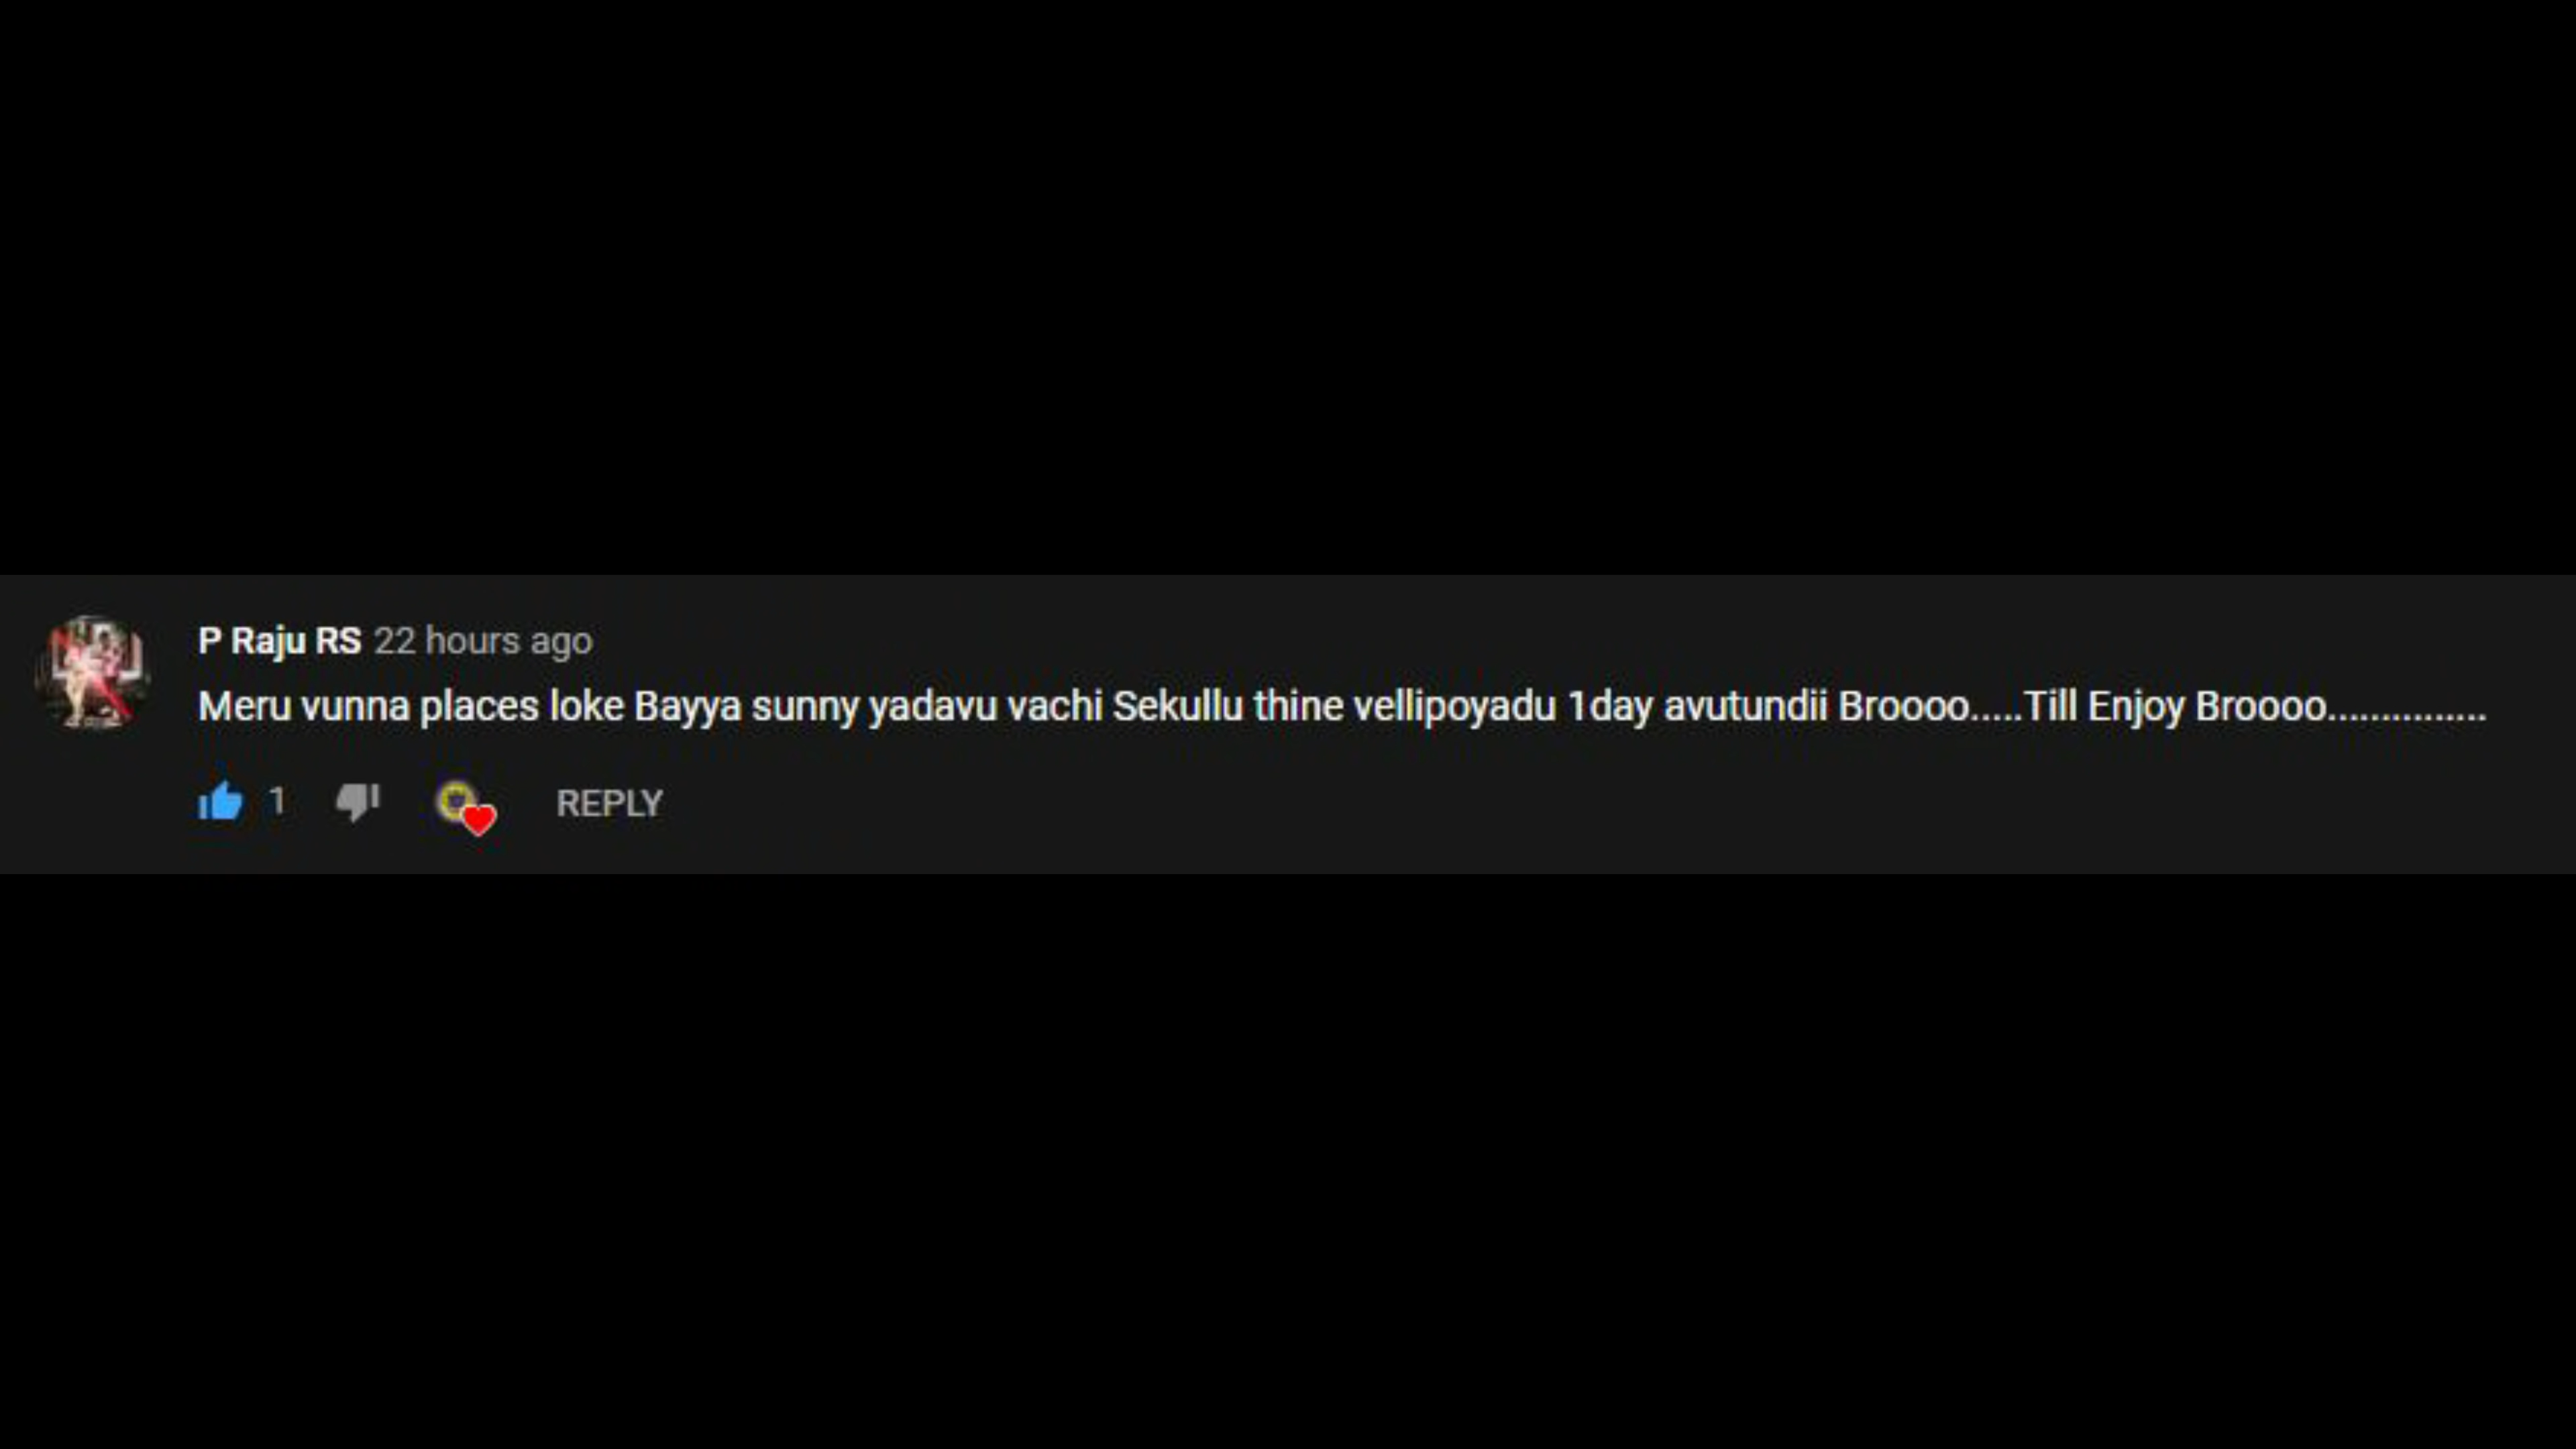 P Raju RS 22 hours ago
Meru vunna places loke Bayya sunny yadavu vachi Sekullu thine vellipoyadu 1day avutundii Broooo.....Till Enjoy Broooo...............
1 REPLY